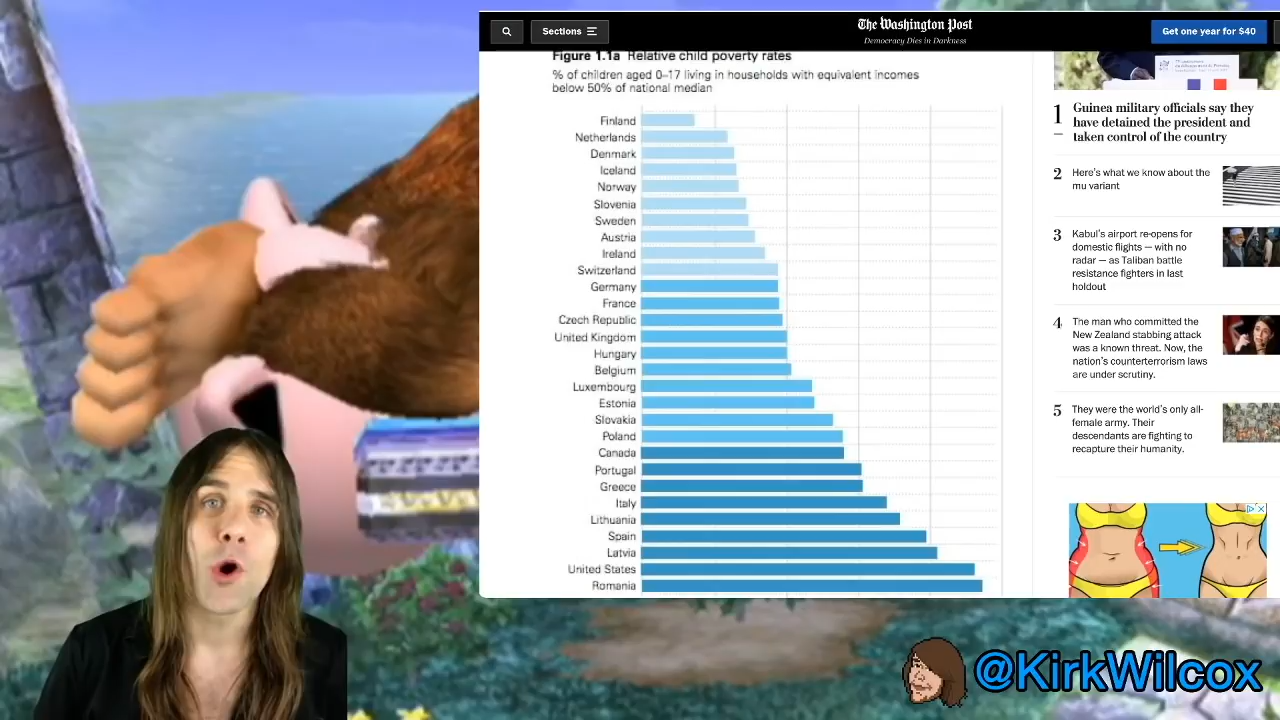 Sections
The Washington Post
Democracy Dies in Darkness
Get one year for $40
Figure 1.1a Relative child poverty rates
% of children aged 0–17 living in households with equivalent incomes
below 50% of national median
Finland
Netherlands
Denmark
Iceland
Norway
Slovenia
Sweden
Austria
Ireland
Switzerland
Germany
France
Czech Republic
United Kingdom
Hungary
Belgium
Luxembourg
Estonia
Slovakia
Poland
Canada
Portugal
Greece
Italy
Lithuania
Spain
Latvia
United States
Romania
1
Guinea military officials say they
have detained the president and
taken control of the country
2
Here's what we know about the
mu variant
3
Kabul's airport re-opens for
domestic flights — with no
radar — as Taliban battle
resistance fighters in last
holdout
4
The man who committed the
New Zealand stabbing attack
was a known threat. Now, the
nation's counterterrorism laws
are under scrutiny.
5
They were the world's only all-
female army. Their
descendants are fighting to
recapture their humanity.
@KirkWilcox